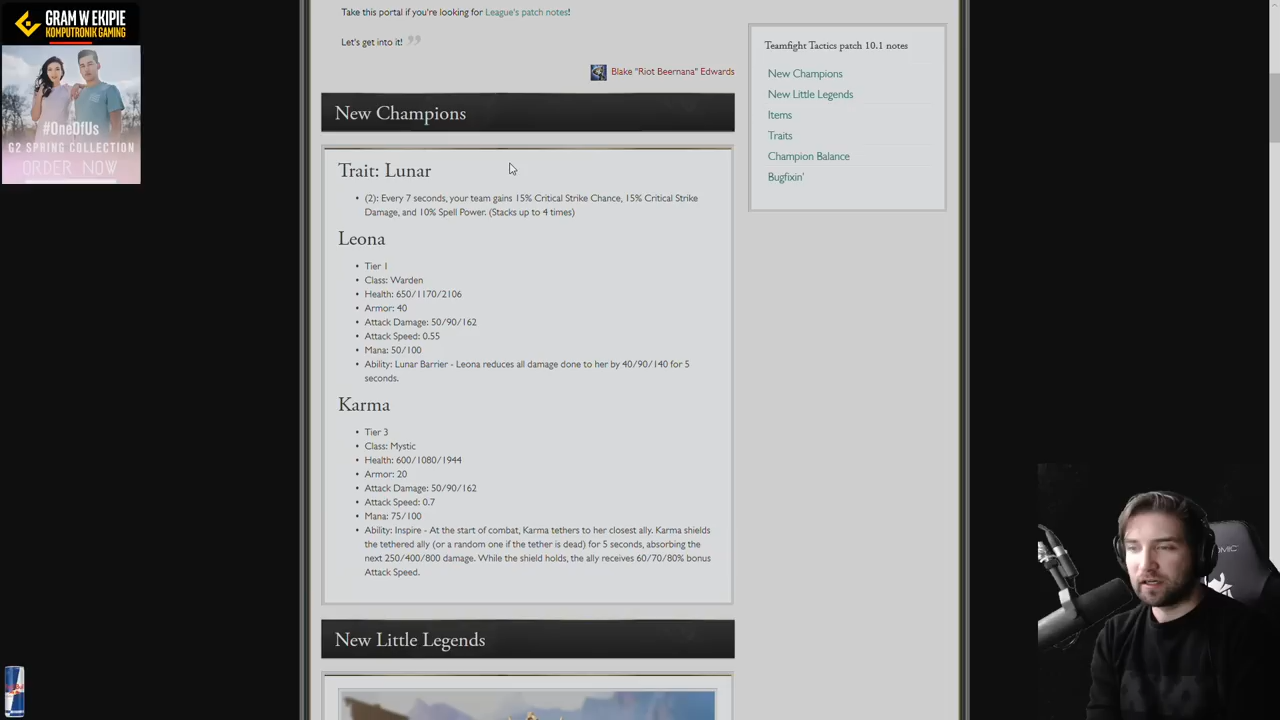 GRAM W EKIPIE
KOMPUTRONIK GAMING
#OneOfUs
G2 SPRING COLLECTION
ORDER NOW
Take this portal if you're looking for League's patch notes!
Let's get into it!
Blake "Riot Beernana" Edwards
New Champions
Trait: Lunar
• (2): Every 7 seconds, your team gains 15% Critical Strike Chance, 15% Critical Strike
Damage, and 10% Spell Power. (Stacks up to 4 times)
Leona
• Tier 1
• Class: Warden
• Health: 650/1170/2106
• Armor: 40
• Attack Damage: 50/90/162
• Attack Speed: 0.55
• Mana: 50/100
• Ability: Lunar Barrier - Leona reduces all damage done to her by 40/90/140 for 5
seconds.
Karma
• Tier 3
• Class: Mystic
• Health: 600/1080/1944
• Armor: 20
• Attack Damage: 50/90/162
• Attack Speed: 0.7
• Mana: 75/100
• Ability: Inspire - At the start of combat, Karma tethers to her closest ally. Karma shields
the tethered ally (or a random one if the tether is dead) for 5 seconds, absorbing the
next 250/400/800 damage. While the shield holds, the ally receives 60/70/80% bonus
Attack Speed.
New Little Legends
Teamfight Tactics patch 10.1 notes
New Champions
New Little Legends
Items
Traits
Champion Balance
Bugfixin'